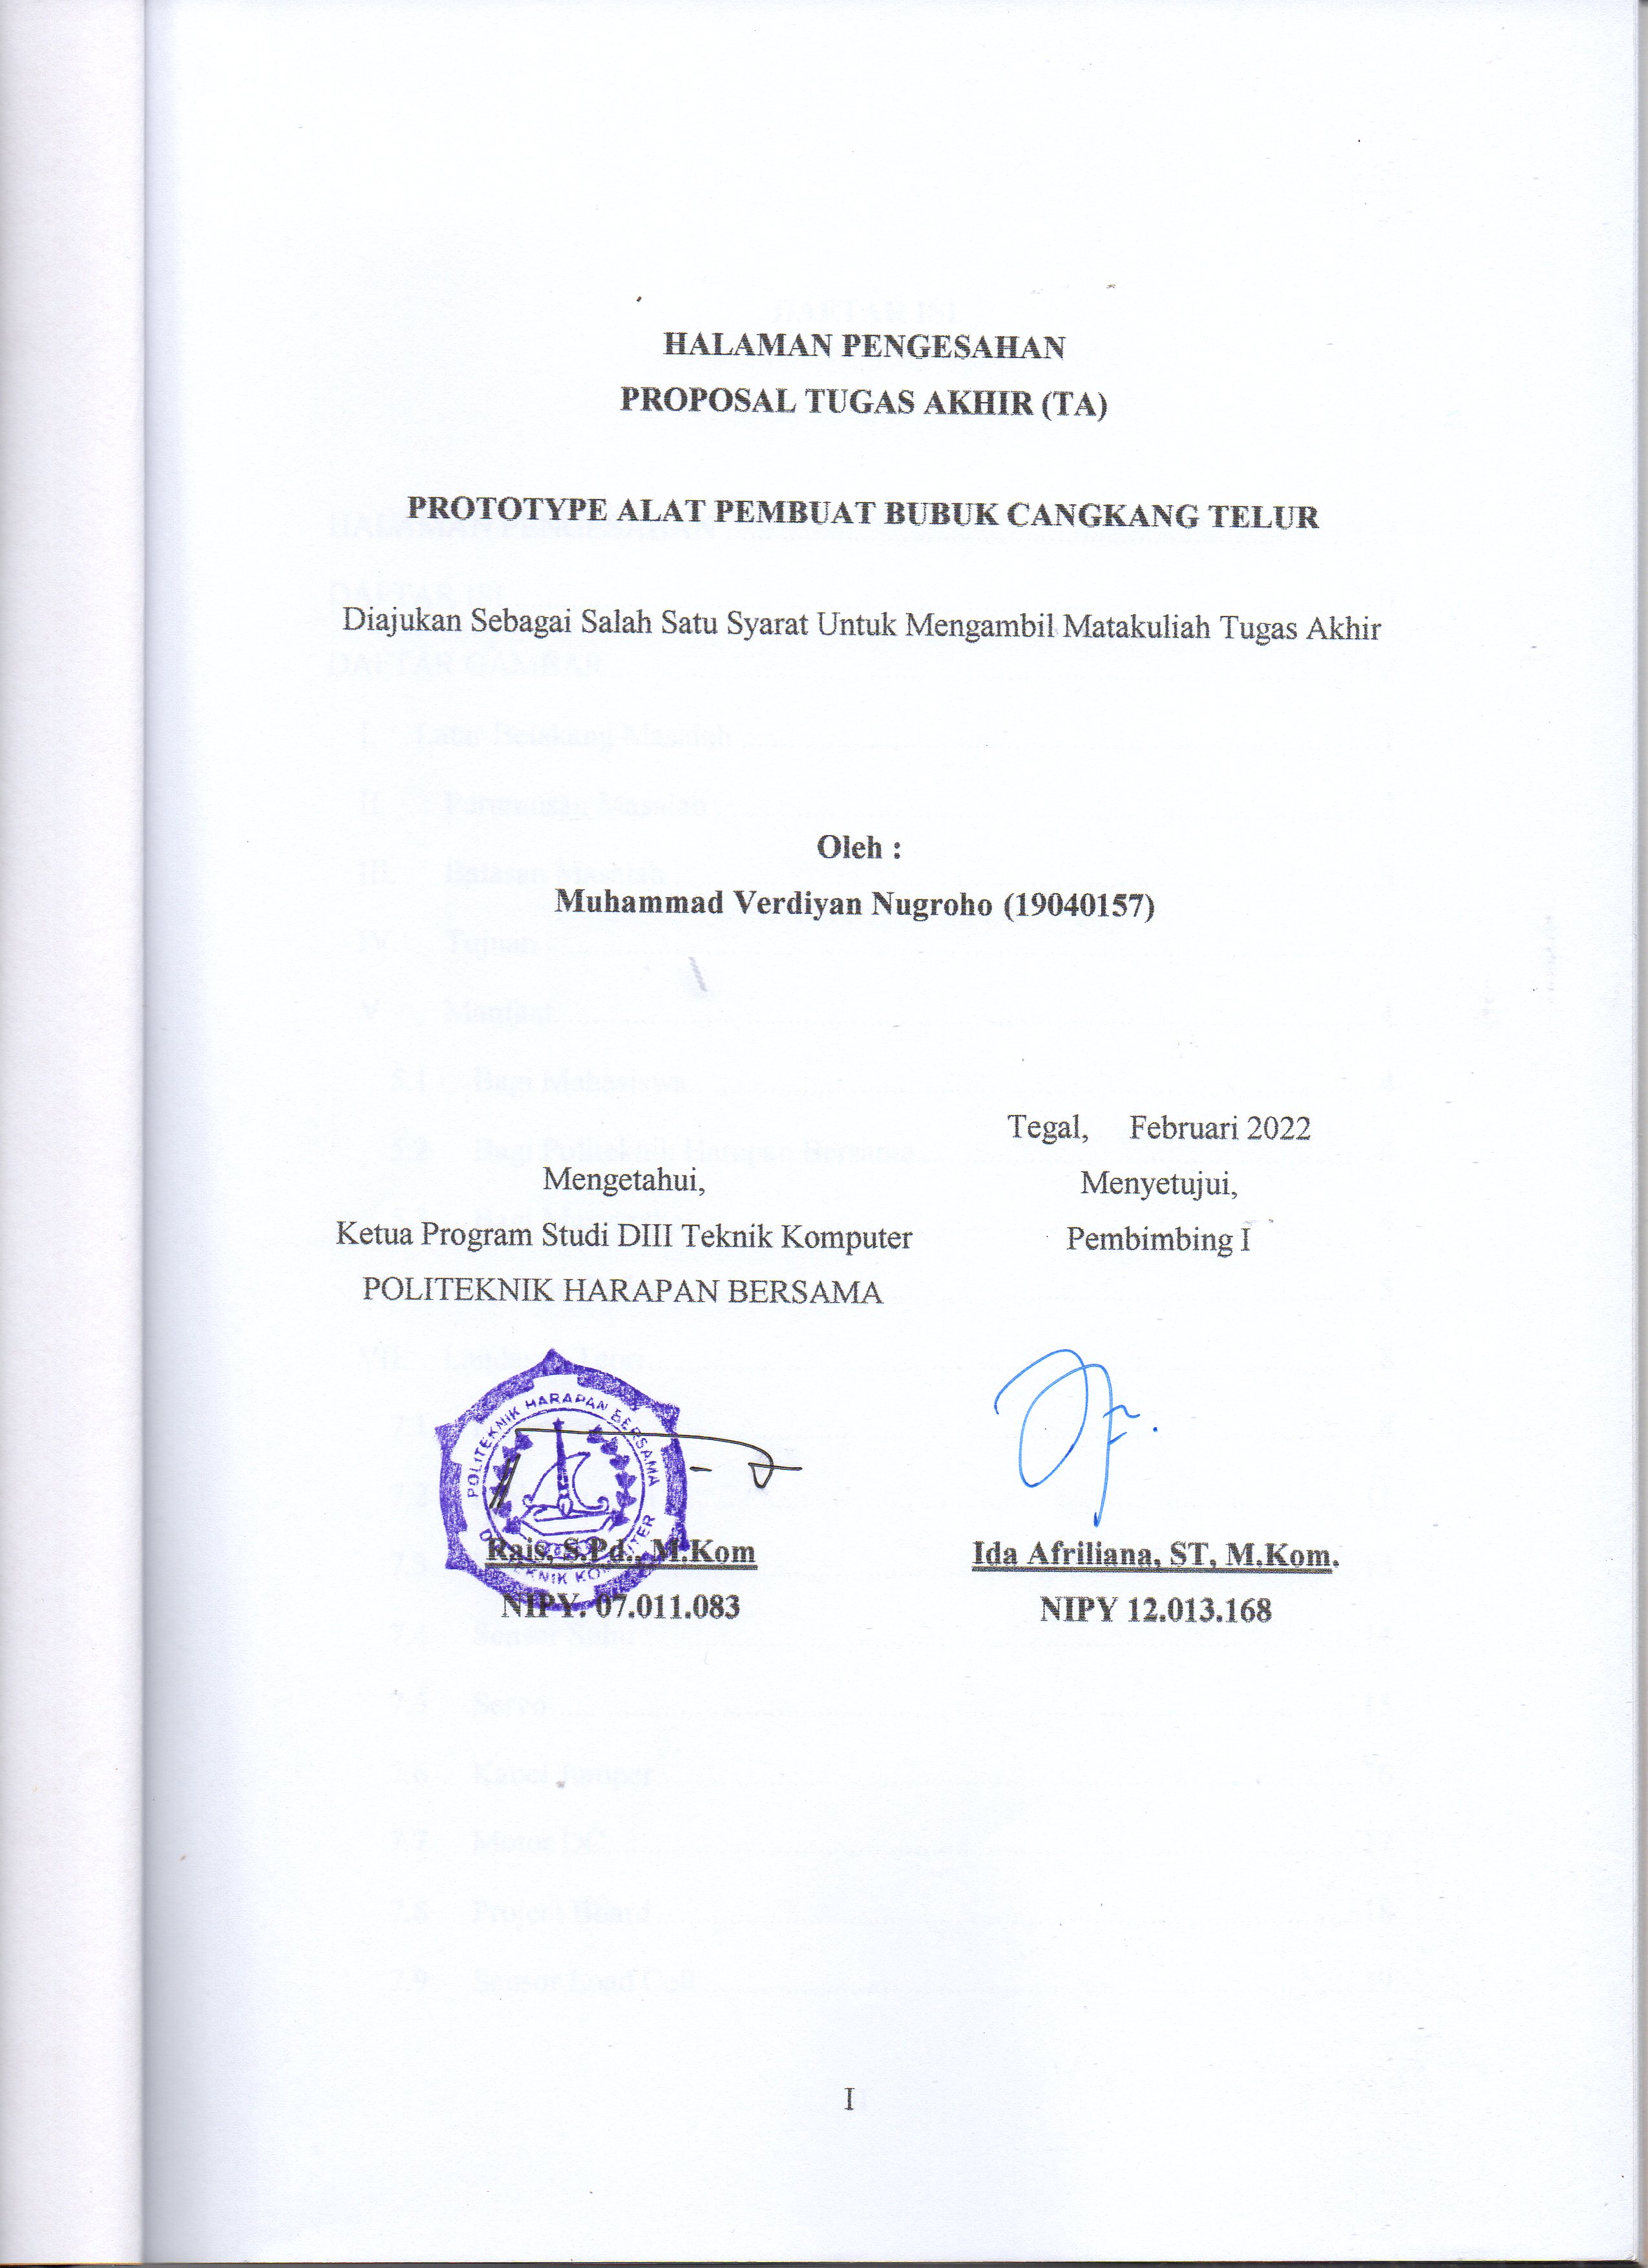 HALAMAN PENGESAHAN
PROPOSAL TUGAS AKHIR (TA)
PROTOTYPE ALAT PEMBUAT BUBUK CANGKANG TELUR
Diajukan Sebagai Salah Satu Syarat Untuk Mengambil Matakuliah Tugas Akhir
Oleh :
Muhammad Verdiyan Nugroho (19040157)
Tegal, Februari 2022
Mengetahui,
Ketua Program Studi DIII Teknik Komputer
POLITEKNIK HARAPAN BERSAMA
Menyetujui,
Pembimbing I
POLITEKNIK HARAPAN BERSAMA
Rais, S.Pd., M.Kom
NIPY. 07.011.083
Ida Afriliana, ST, M.Kom.
NIPY 12.013.168
I